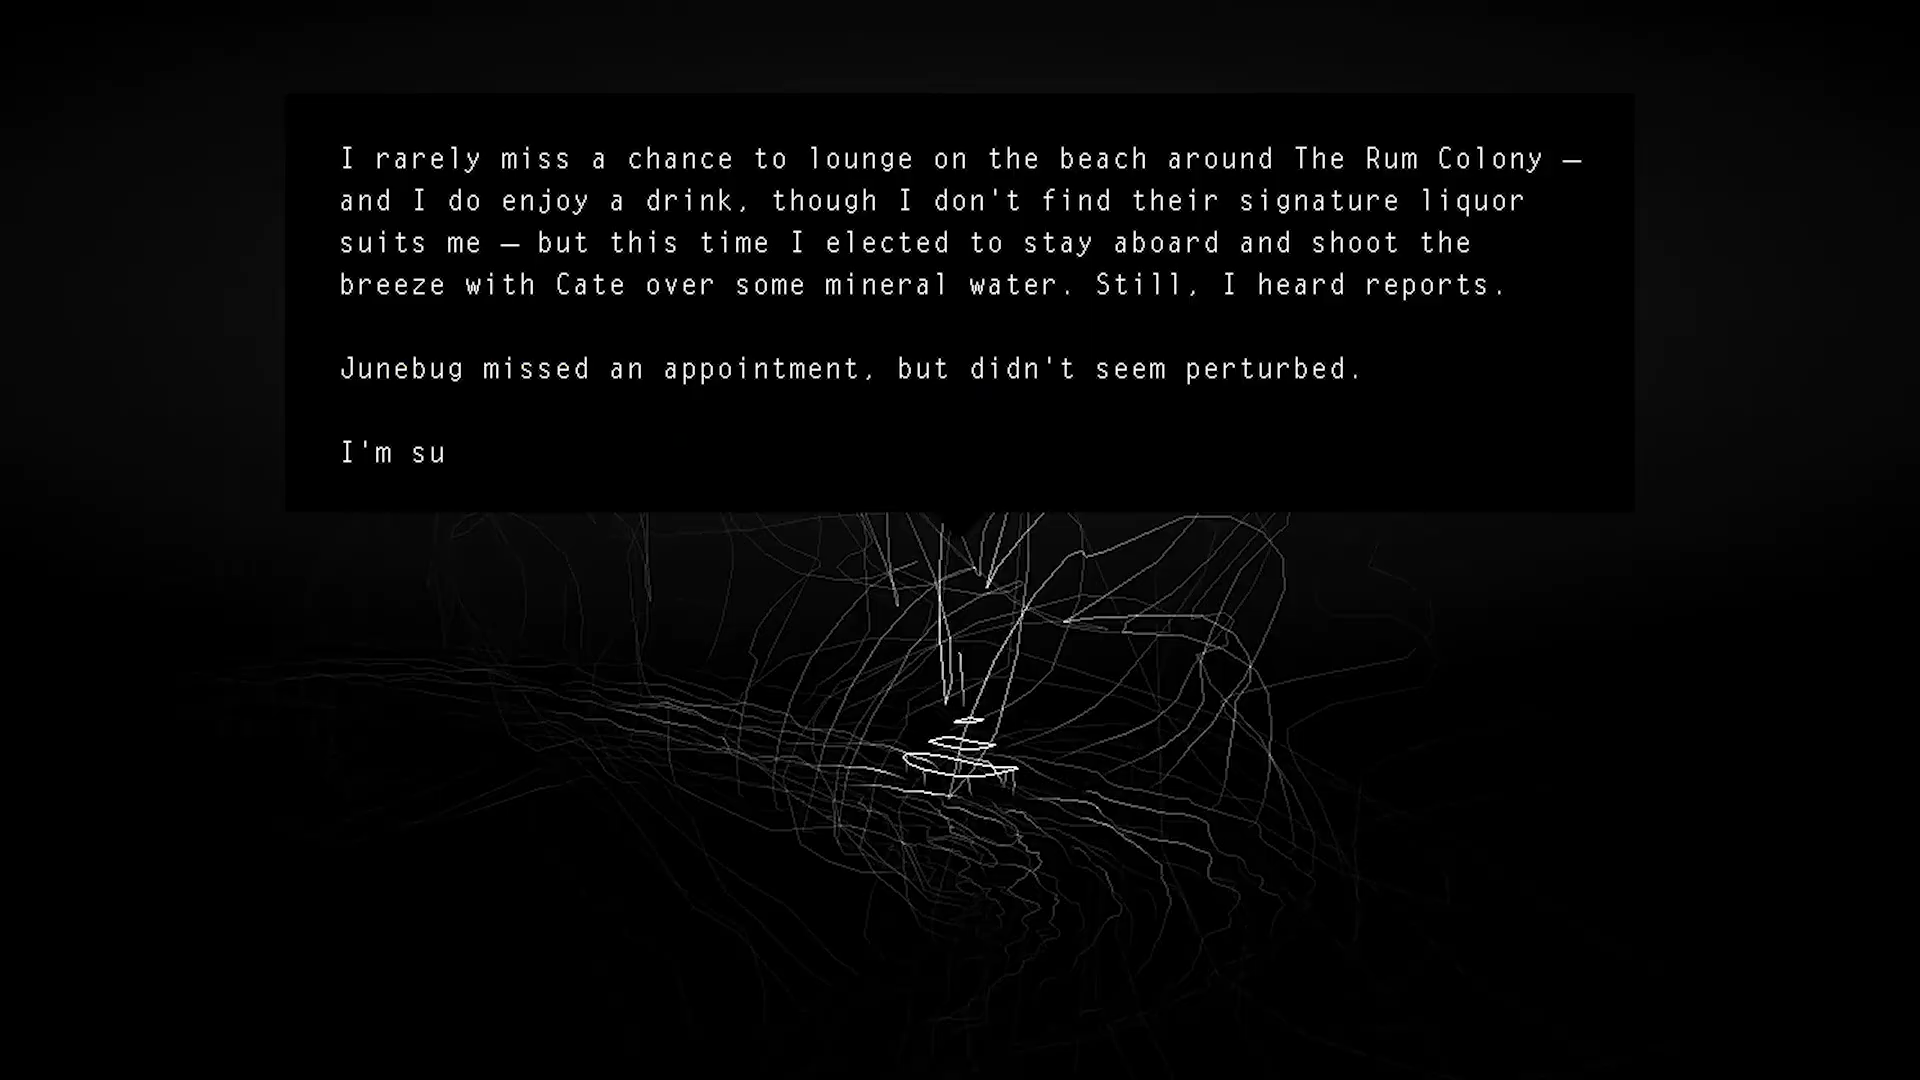 I rarely miss a chance to lounge on the beach around The Rum Colony —
and I do enjoy a drink, though I don't find their signature liquor
suits me — but this time I elected to stay aboard and shoot the
breeze with Cate over some mineral water. Still, I heard reports.
Junebug missed an appointment, but didn't seem perturbed.
I'm su